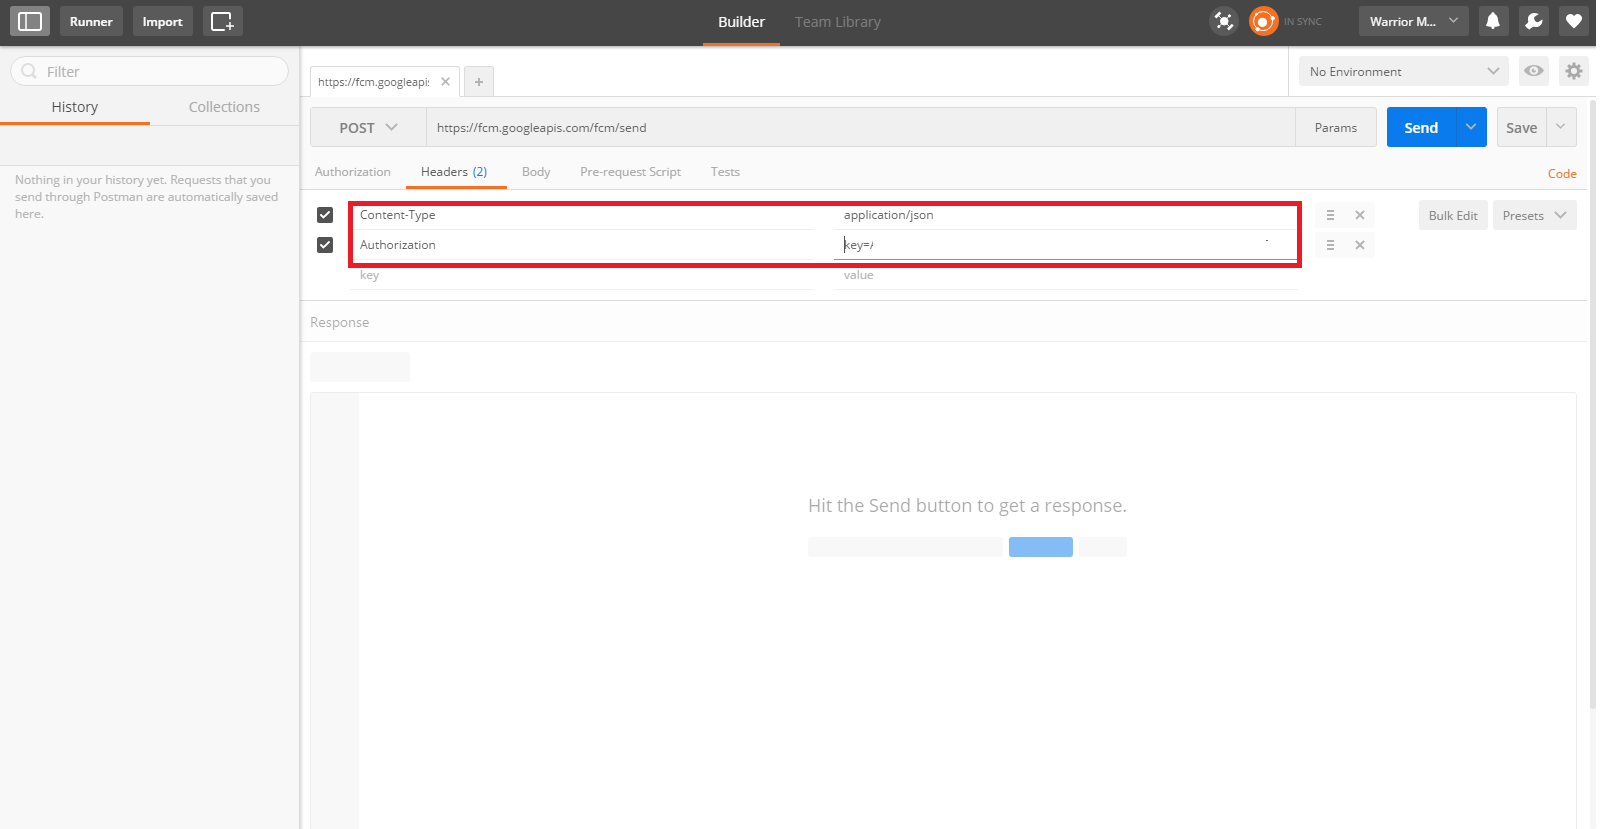 Runner Import Builder Team Library IN SYNC Warrior M...
Filter
History Collections
Nothing in your history yet. Requests that you
send through Postman are automatically saved
here.
https://fcm.googleapis × +
No Environment
POST https://fcm.googleapis.com/fcm/send Params Send Save
Authorization Headers (2) Body Pre-request Script Tests Code
Content-Type application/json Bulk Edit Presets
Authorization key=
key value
Response
Hit the Send button to get a response.